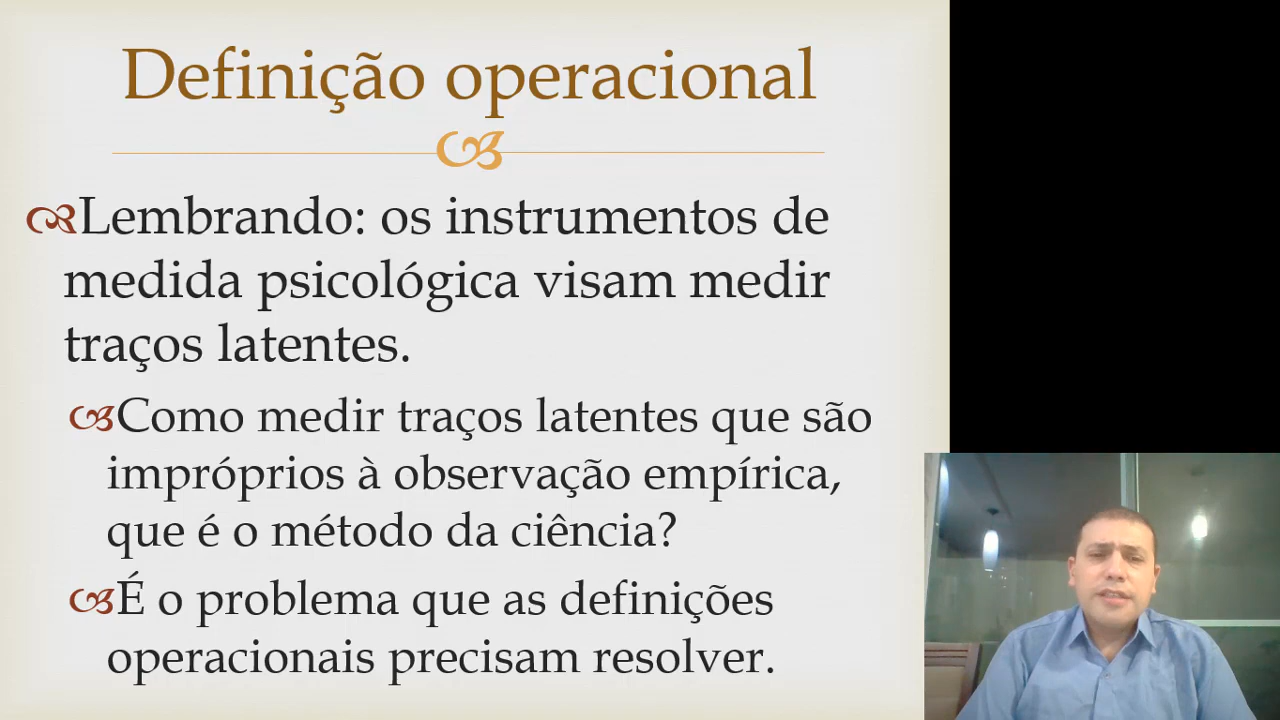 Definição operacional
Lembrando: os instrumentos de
medida psicológica visam medir
traços latentes.
Como medir traços latentes que são
impróprios à observação empírica,
que é o método da ciência?
É o problema que as definições
operacionais precisam resolver.